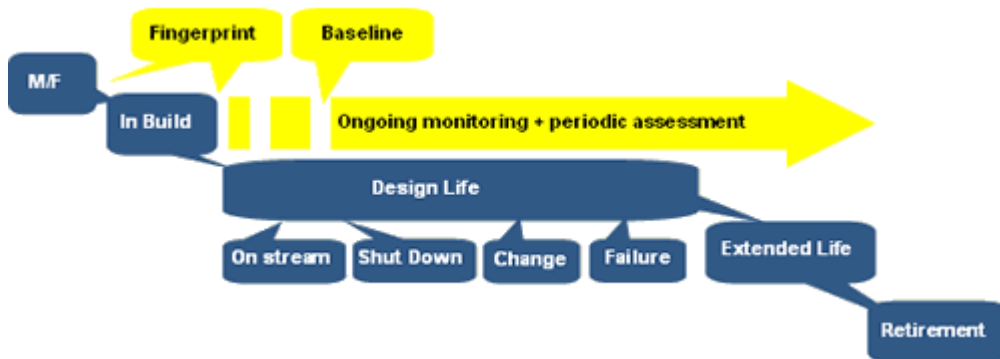 Fingerprint
Baseline
M/F
In Build
Ongoing monitoring + periodic assessment
Design Life
On stream
Shut Down
Change
Failure
Extended Life
Retirement